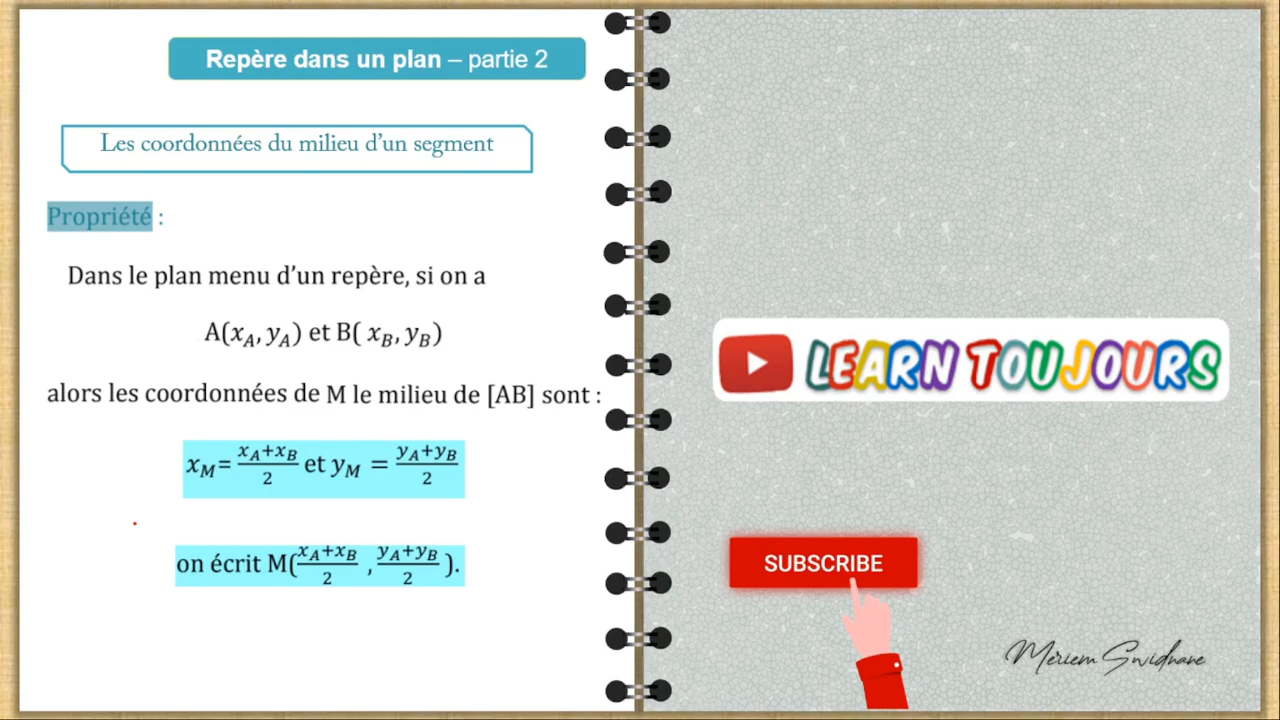 Repère dans un plan – partie 2
Les coordonnées du milieu d'un segment
Propriété :
Dans le plan menu d'un repère, si on a
A(x_A, y_A) et B( x_B, y_B)
alors les coordonnées de M le milieu de [AB] sont :
x_M= (x_A+x_B)/2 et y_M = (y_A+y_B)/2
on écrit M((x_A+x_B)/2 ,(y_A+y_B)/2 ).
LEARN TOUJOURS
SUBSCRIBE
Meriem Swidnane